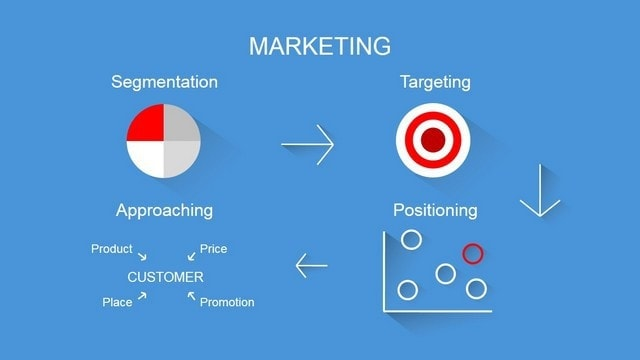 MARKETING
Segmentation
Targeting
Approaching
Positioning
Product
Price
CUSTOMER
Place
Promotion